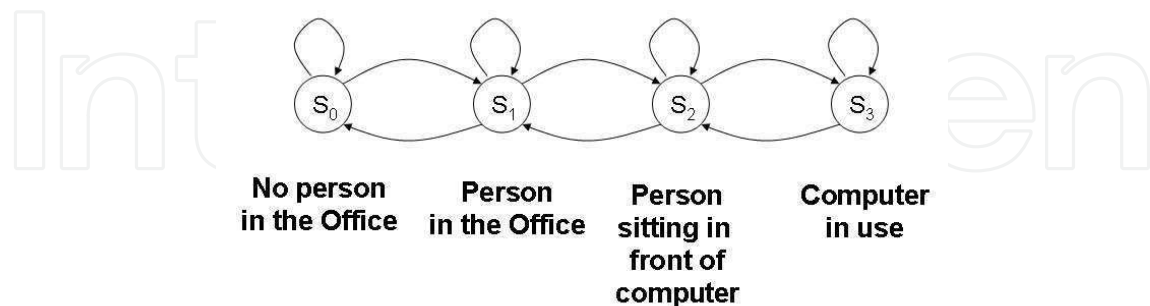 S0 S1 S2 S3
No person Person Person Computer
in the Office in the Office sitting in in use
front of
computer
Inten